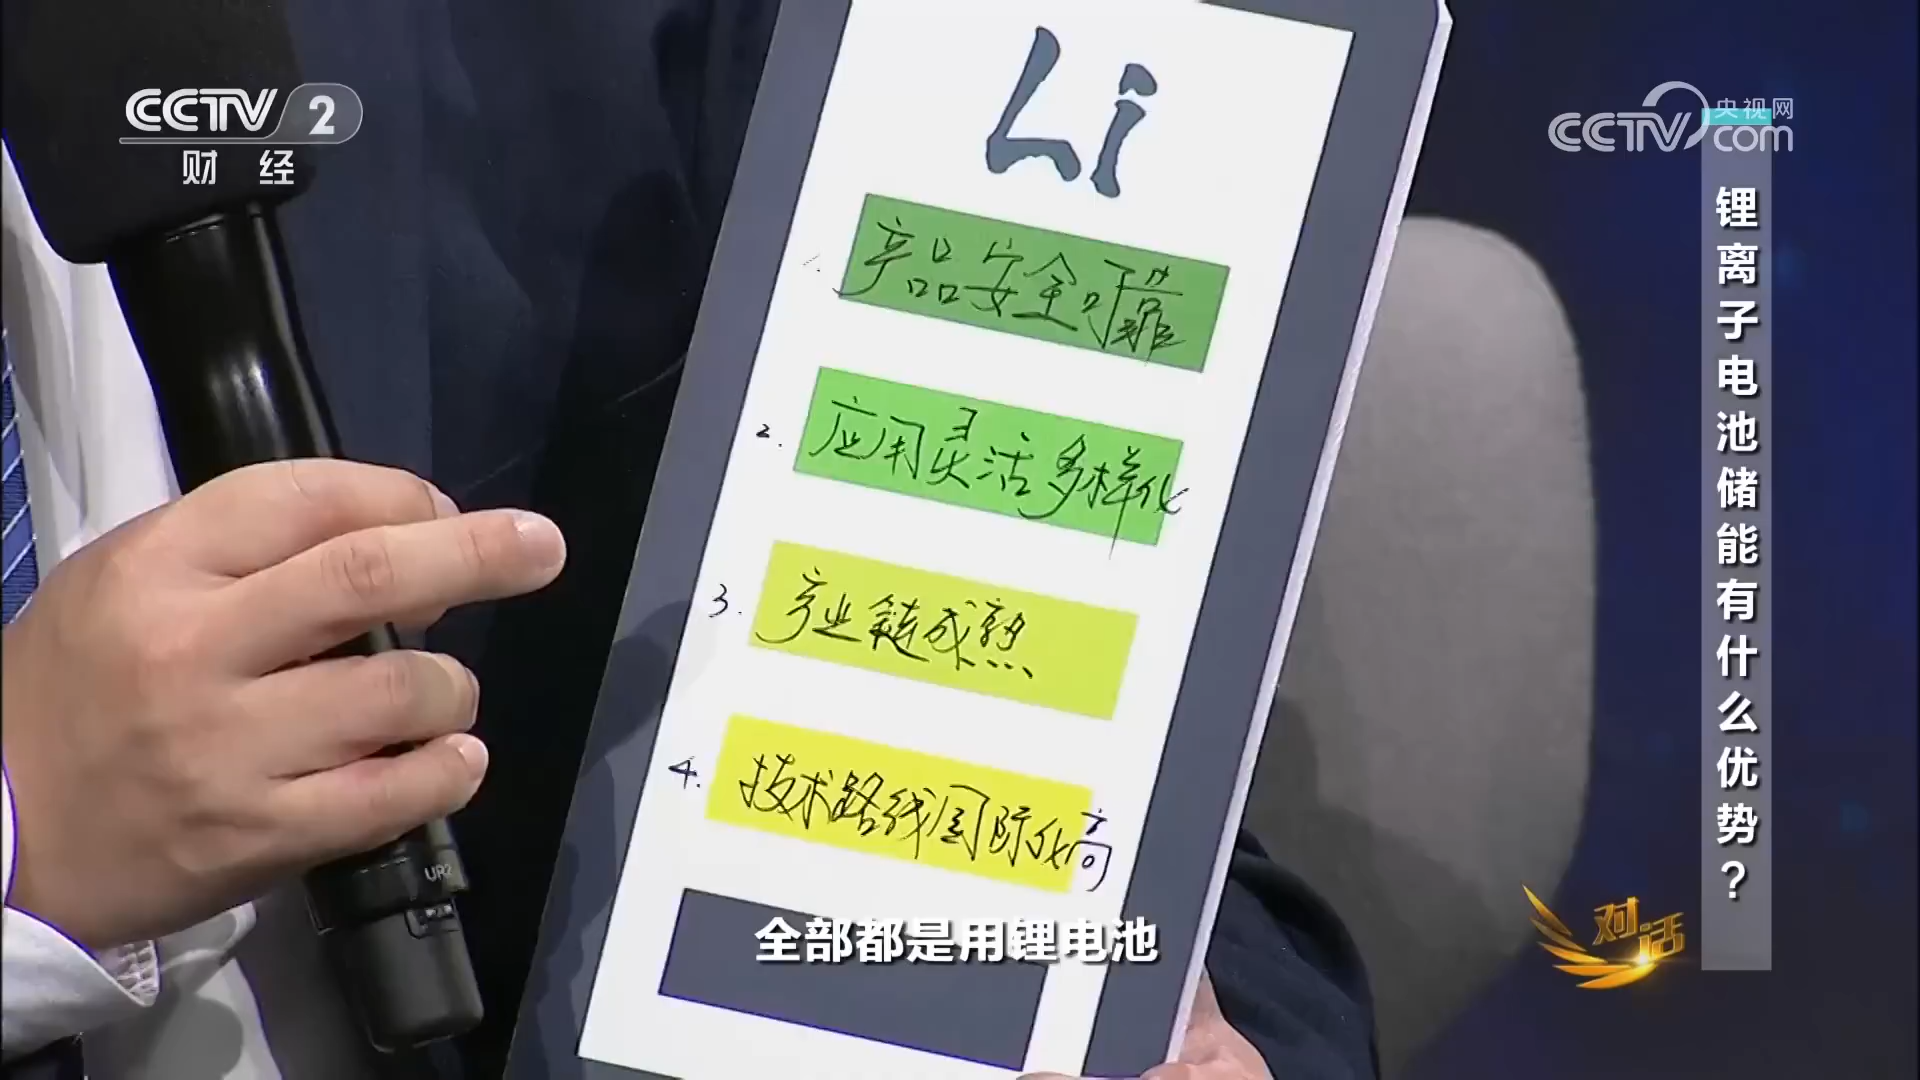 CCTV 2
财 经
央视网
CCTV.com
Li
1. 产品安全可靠
2. 应用灵活多样化
3. 产业链成熟
4. 技术路线国际化高
锂离子电池储能有什么优势？
UR2
全部都是用锂电池
对话